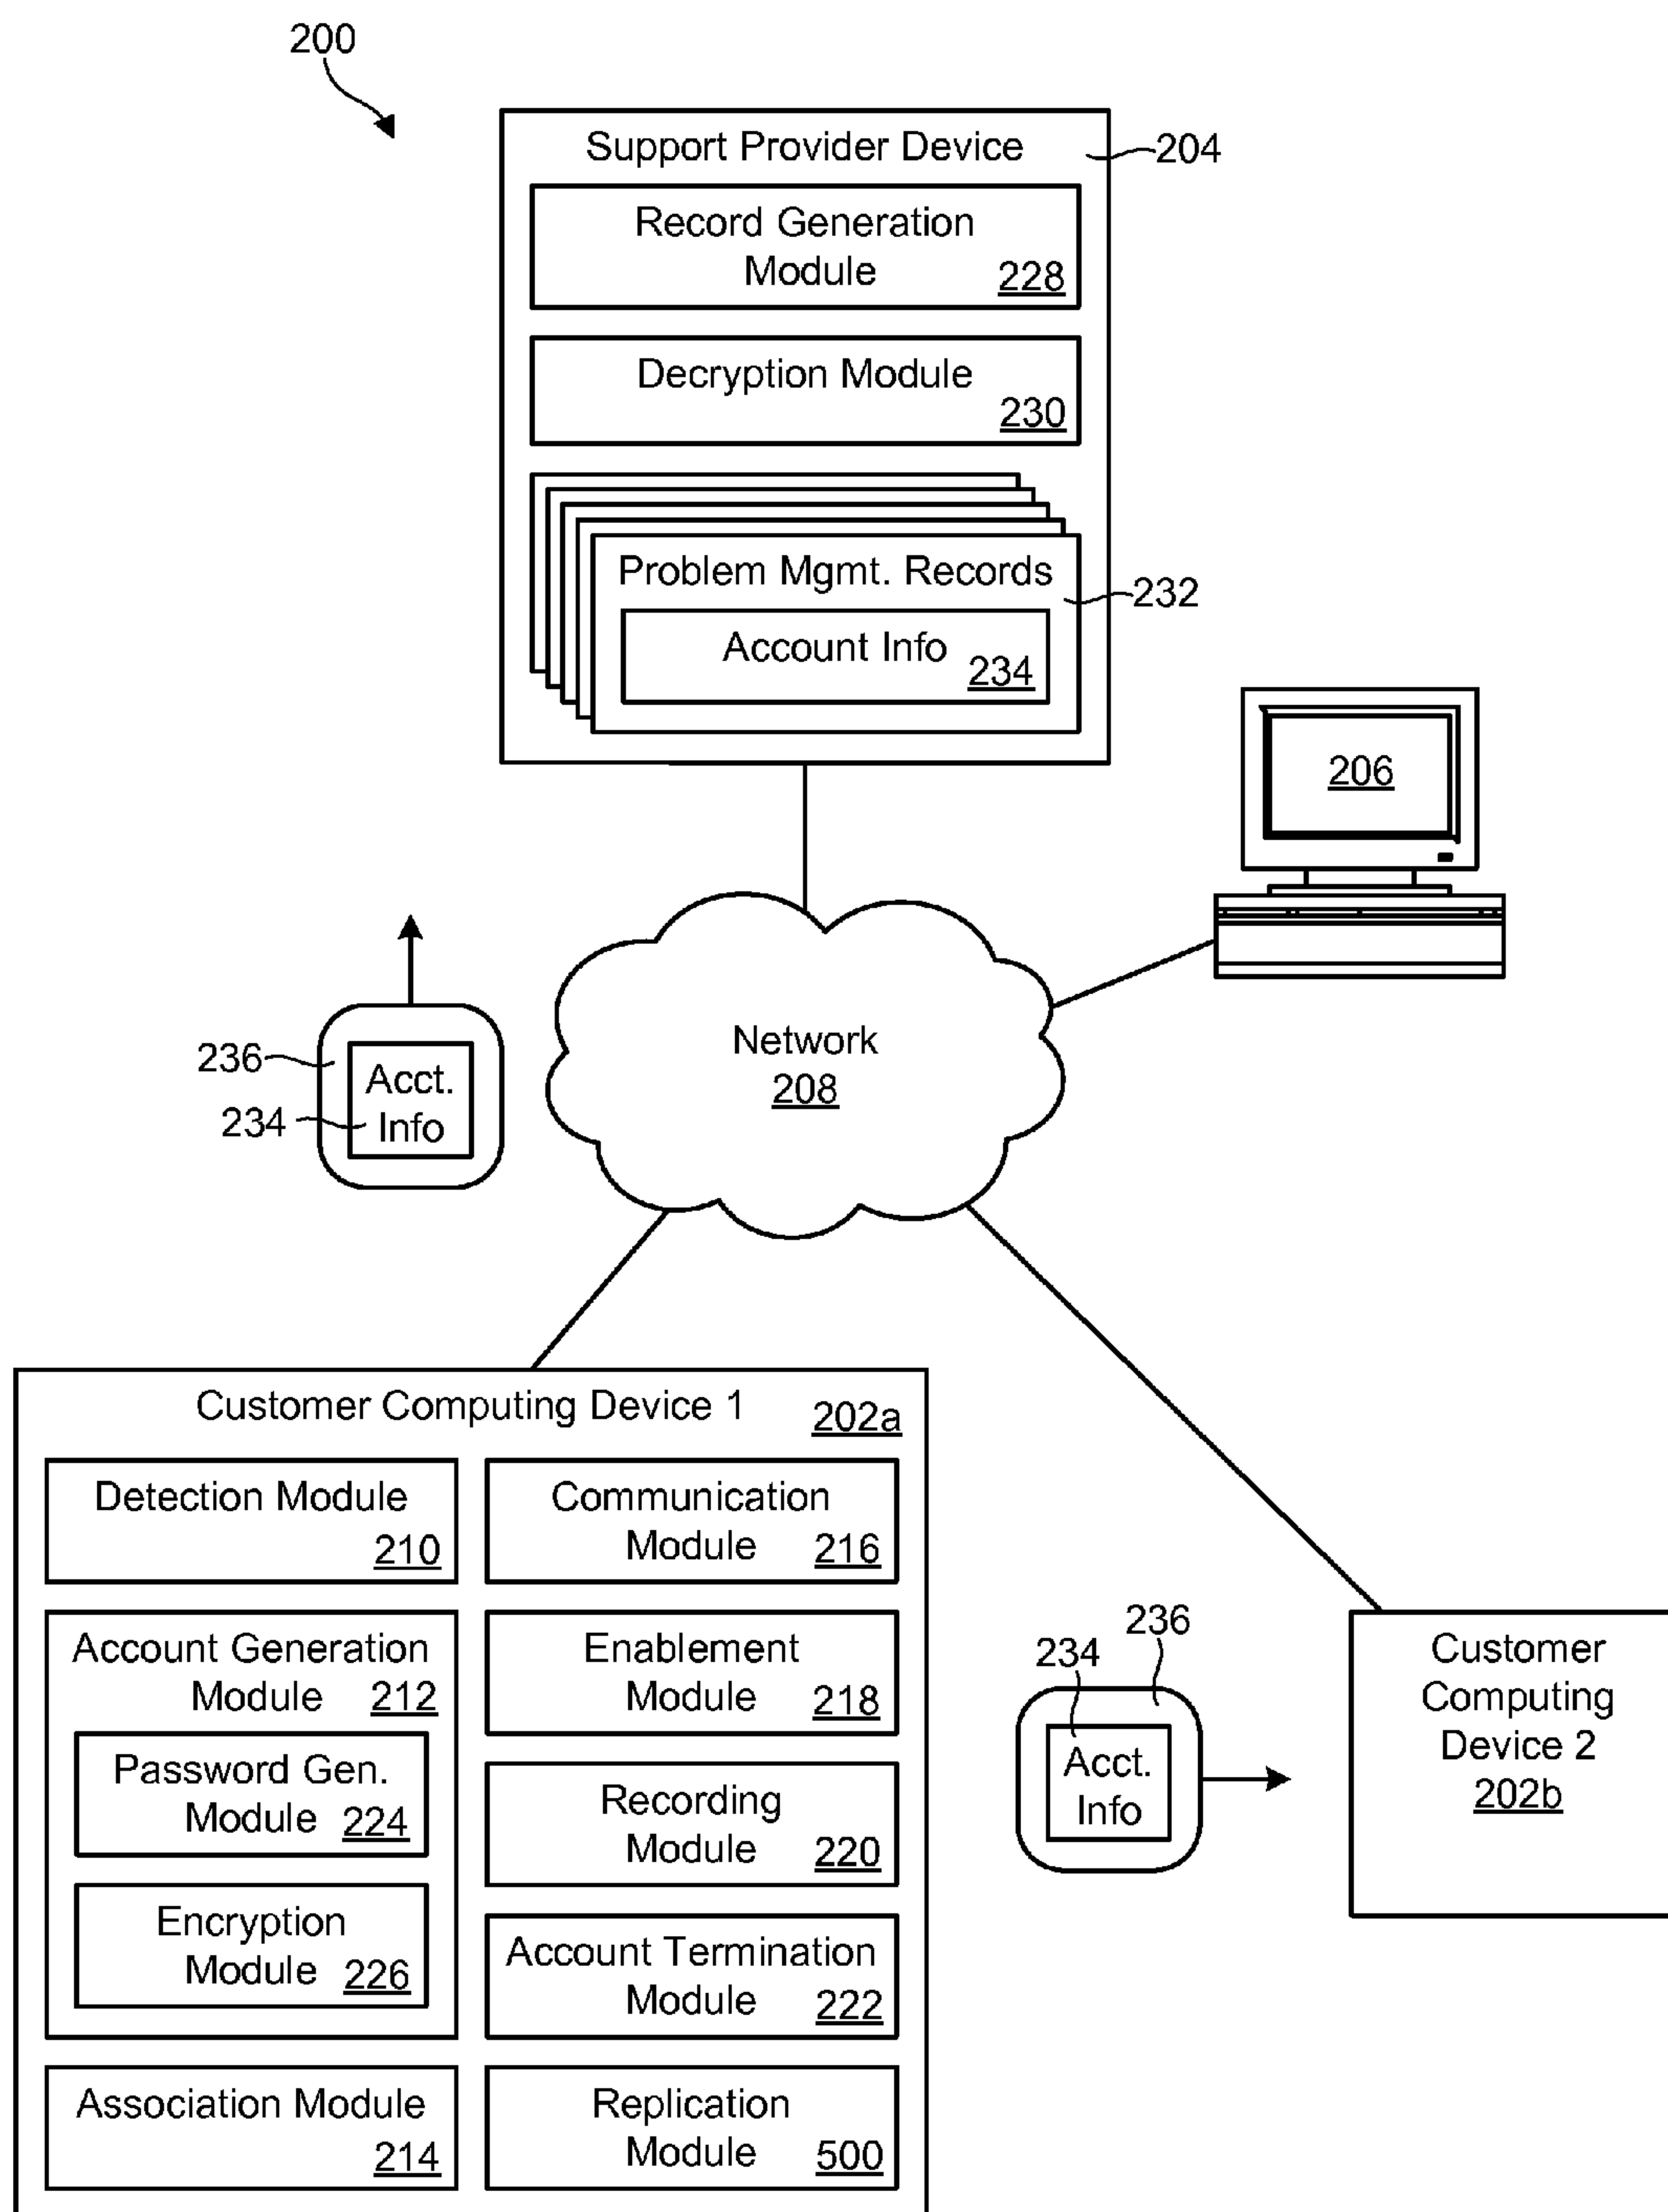 200
Support Provider Device
204
Record Generation
Module 228
Decryption Module
230
Problem Mgmt. Records
232
Account Info
234
206
Network
208
236
Acct.
234
Info
Customer Computing Device 1
202a
Detection Module
210
Communication
Module 216
Account Generation
Module 212
Password Gen.
Module 224
Encryption
Module 226
Enablement
Module 218
Recording
Module 220
Account Termination
Module 222
Association Module
214
Replication
Module 500
236
234
Acct.
Info
Customer
Computing
Device 2
202b